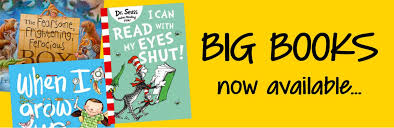 The Fearsome,
Frightening,
Ferocious
BOX
When I
grow
Dr. Seuss
I CAN
READ WITH
MY EYES
SHUT!
BIG BOOKS
now available...